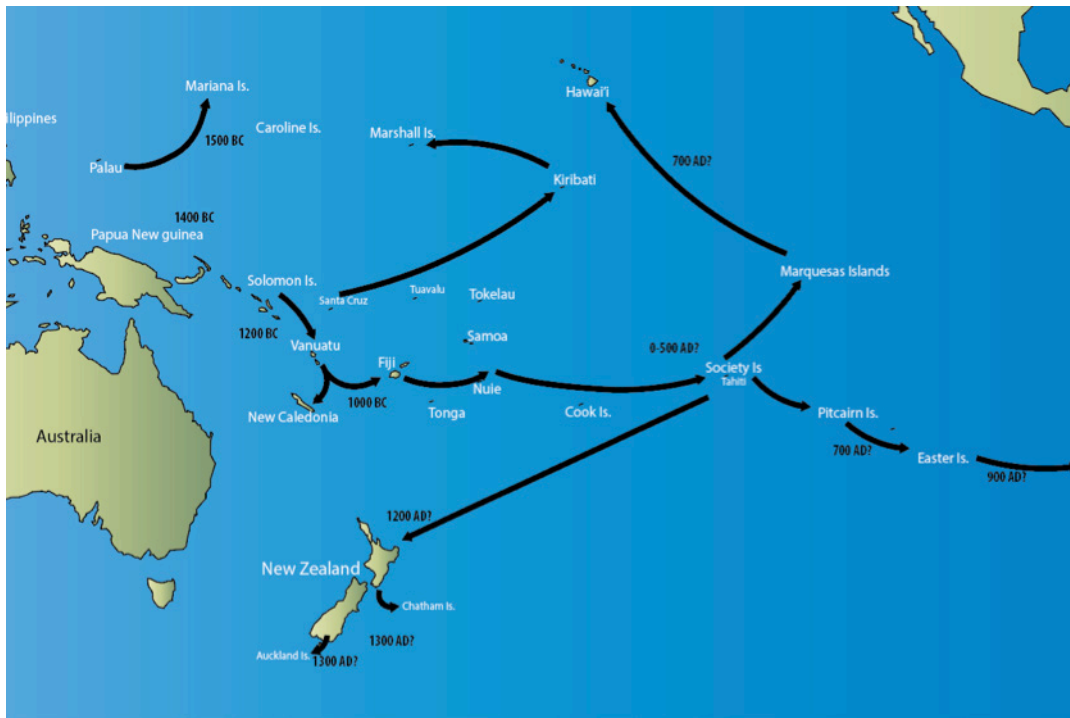 Mariana Is.
Hawai'i
ilippines
Caroline Is.
1500 BC
Marshall Is.
Palau
700 AD?
Kiribati
1400 BC
Papua New guinea
Marquesas Islands
Solomon Is.
Tuavalu
Tokelau
Santa Cruz
1200 BC
Samoa
Vanuatu
0-500 AD?
Fiji
Society Is
Tahiti
Nuie
1000 BC
New Caledonia
Tonga
Cook Is.
Pitcairn Is.
Australia
700 AD?
Easter Is.
900 AD?
1200 AD?
New Zealand
Chatham Is.
1300 AD?
Auckland Is.
1300 AD?